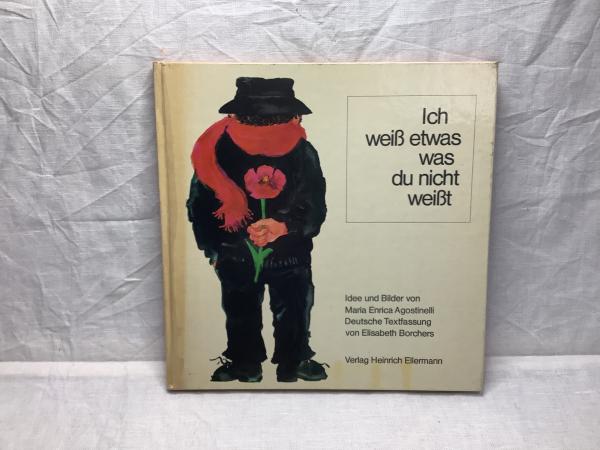 Ich
weiß etwas
was
du nicht
weißt
Idee und Bilder von
Maria Enrica Agostinelli
Deutsche Textfassung
von Elisabeth Borchers
Verlag Heinrich Ellermann